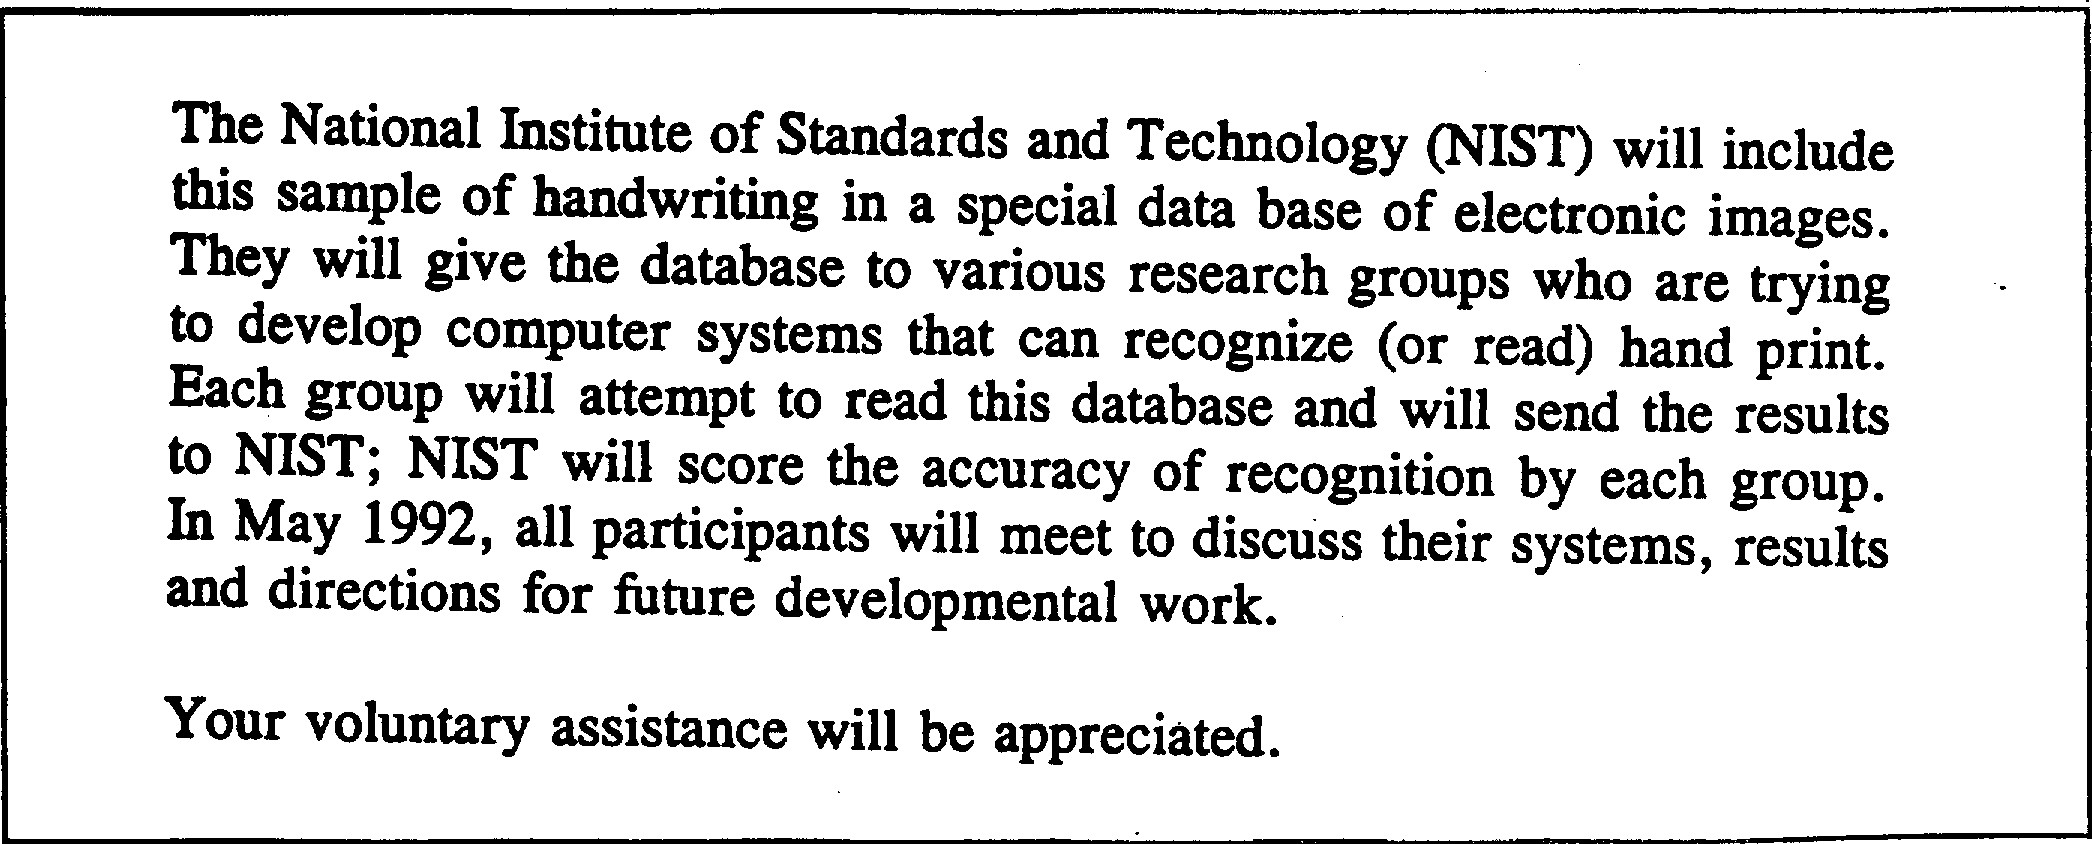 The National Institute of Standards and Technology (NIST) will include
this sample of handwriting in a special data base of electronic images.
They will give the database to various research groups who are trying
to develop computer systems that can recognize (or read) hand print.
Each group will attempt to read this database and will send the results
to NIST; NIST will score the accuracy of recognition by each group.
In May 1992, all participants will meet to discuss their systems, results
and directions for future developmental work.

Your voluntary assistance will be appreciated.